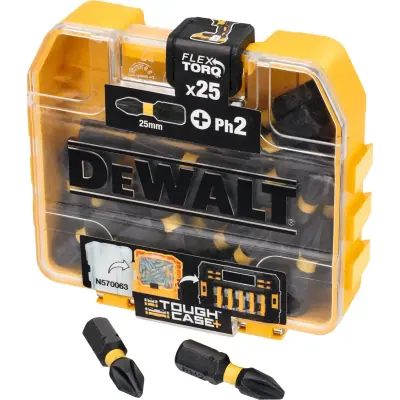 FLEX
TORQ
x25
25mm
Ph2
DEWALT
N570063
TOUGH
CASE+